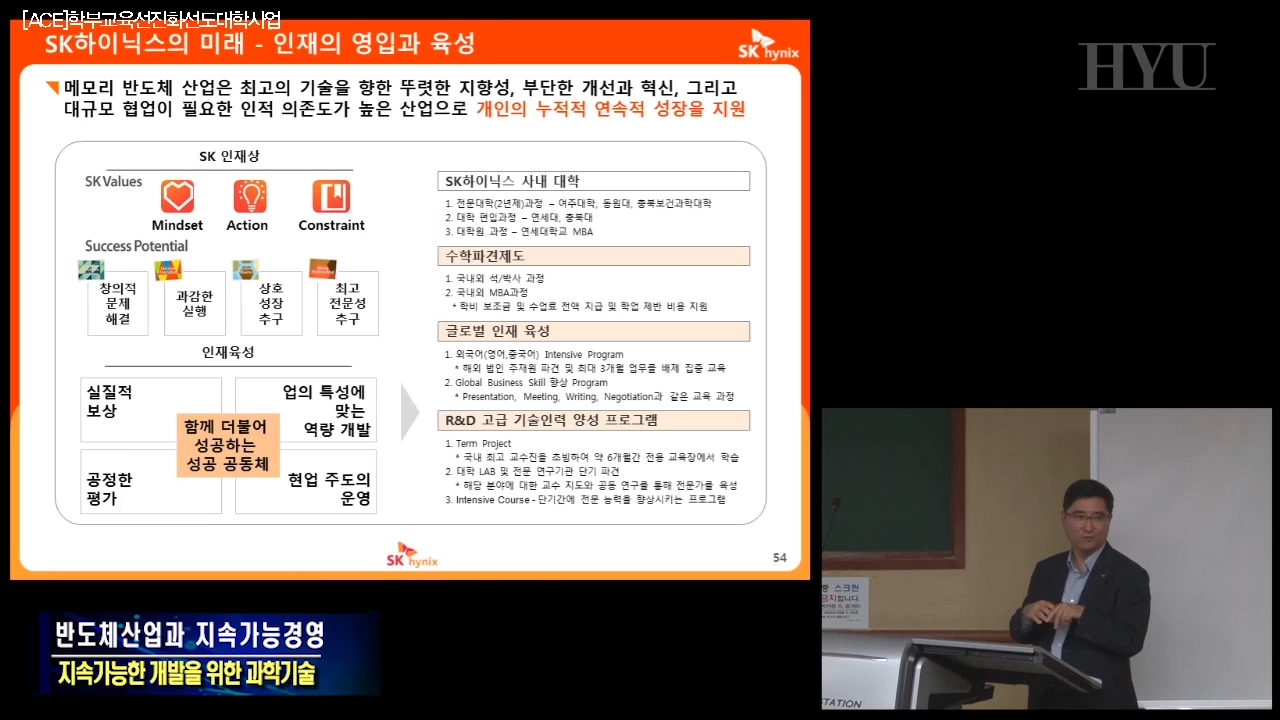 [ACE]학부교육선진화선도대학사업
SK하이닉스의 미래 - 인재의 영입과 육성
SK hynix
HYU
메모리 반도체 산업은 최고의 기술을 향한 뚜렷한 지향성, 부단한 개선과 혁신, 그리고
대규모 협업이 필요한 인적 의존도가 높은 산업으로 개인의 누적적 연속적 성장을 지원
SK 인재상
SK Values
Mindset
Action
Constraint
Success Potential
창의적
문제
해결
과감한
실행
상호
성장
추구
최고
전문성
추구
인재육성
실질적
보상
업의 특성에
맞는
역량 개발
함께 더불어
성공하는
성공 공동체
공정한
평가
현업 주도의
운영
SK하이닉스 사내 대학
1. 전문대학(2년제)과정 – 여주대학, 동원대, 충북보건과학대학
2. 대학 편입과정 – 연세대, 충북대
3. 대학원 과정 – 연세대학교 MBA
수학파견제도
1. 국내외 석/박사 과정
2. 국내외 MBA과정
* 학비 보조금 및 수업료 전액 지급 및 학업 제반 비용 지원
글로벌 인재 육성
1. 외국어(영어,중국어) Intensive Program
* 해외 법인 주재원 파견 및 최대 3개월 업무를 배제 집중 교육
2. Global Business Skill 향상 Program
* Presentation, Meeting, Writing, Negotiation과 같은 교육 과정
R&D 고급 기술인력 양성 프로그램
1. Term Project
* 국내 최고 교수진을 초빙하여 약 6개월간 전용 교육장에서 학습
2. 대학 LAB 및 전문 연구기관 단기 파견
* 해당 분야에 대한 교수 지도와 공동 연구를 통해 전문가를 육성
3. Intensive Course - 단기간에 전문 능력을 향상시키는 프로그램
SK hynix
54
반도체산업과 지속가능경영
지속가능한 개발을 위한 과학기술
스크린
STATION